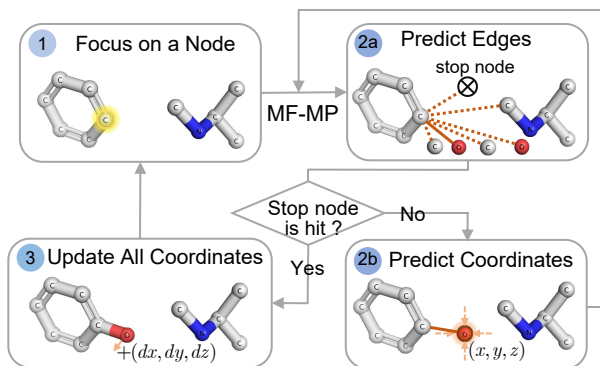 1 Focus on a Node
MF-MP
2a Predict Edges
stop node
Stop node
is hit ?
No
Yes
2b Predict Coordinates
(x, y, z)
3 Update All Coordinates
+(dx, dy, dz)